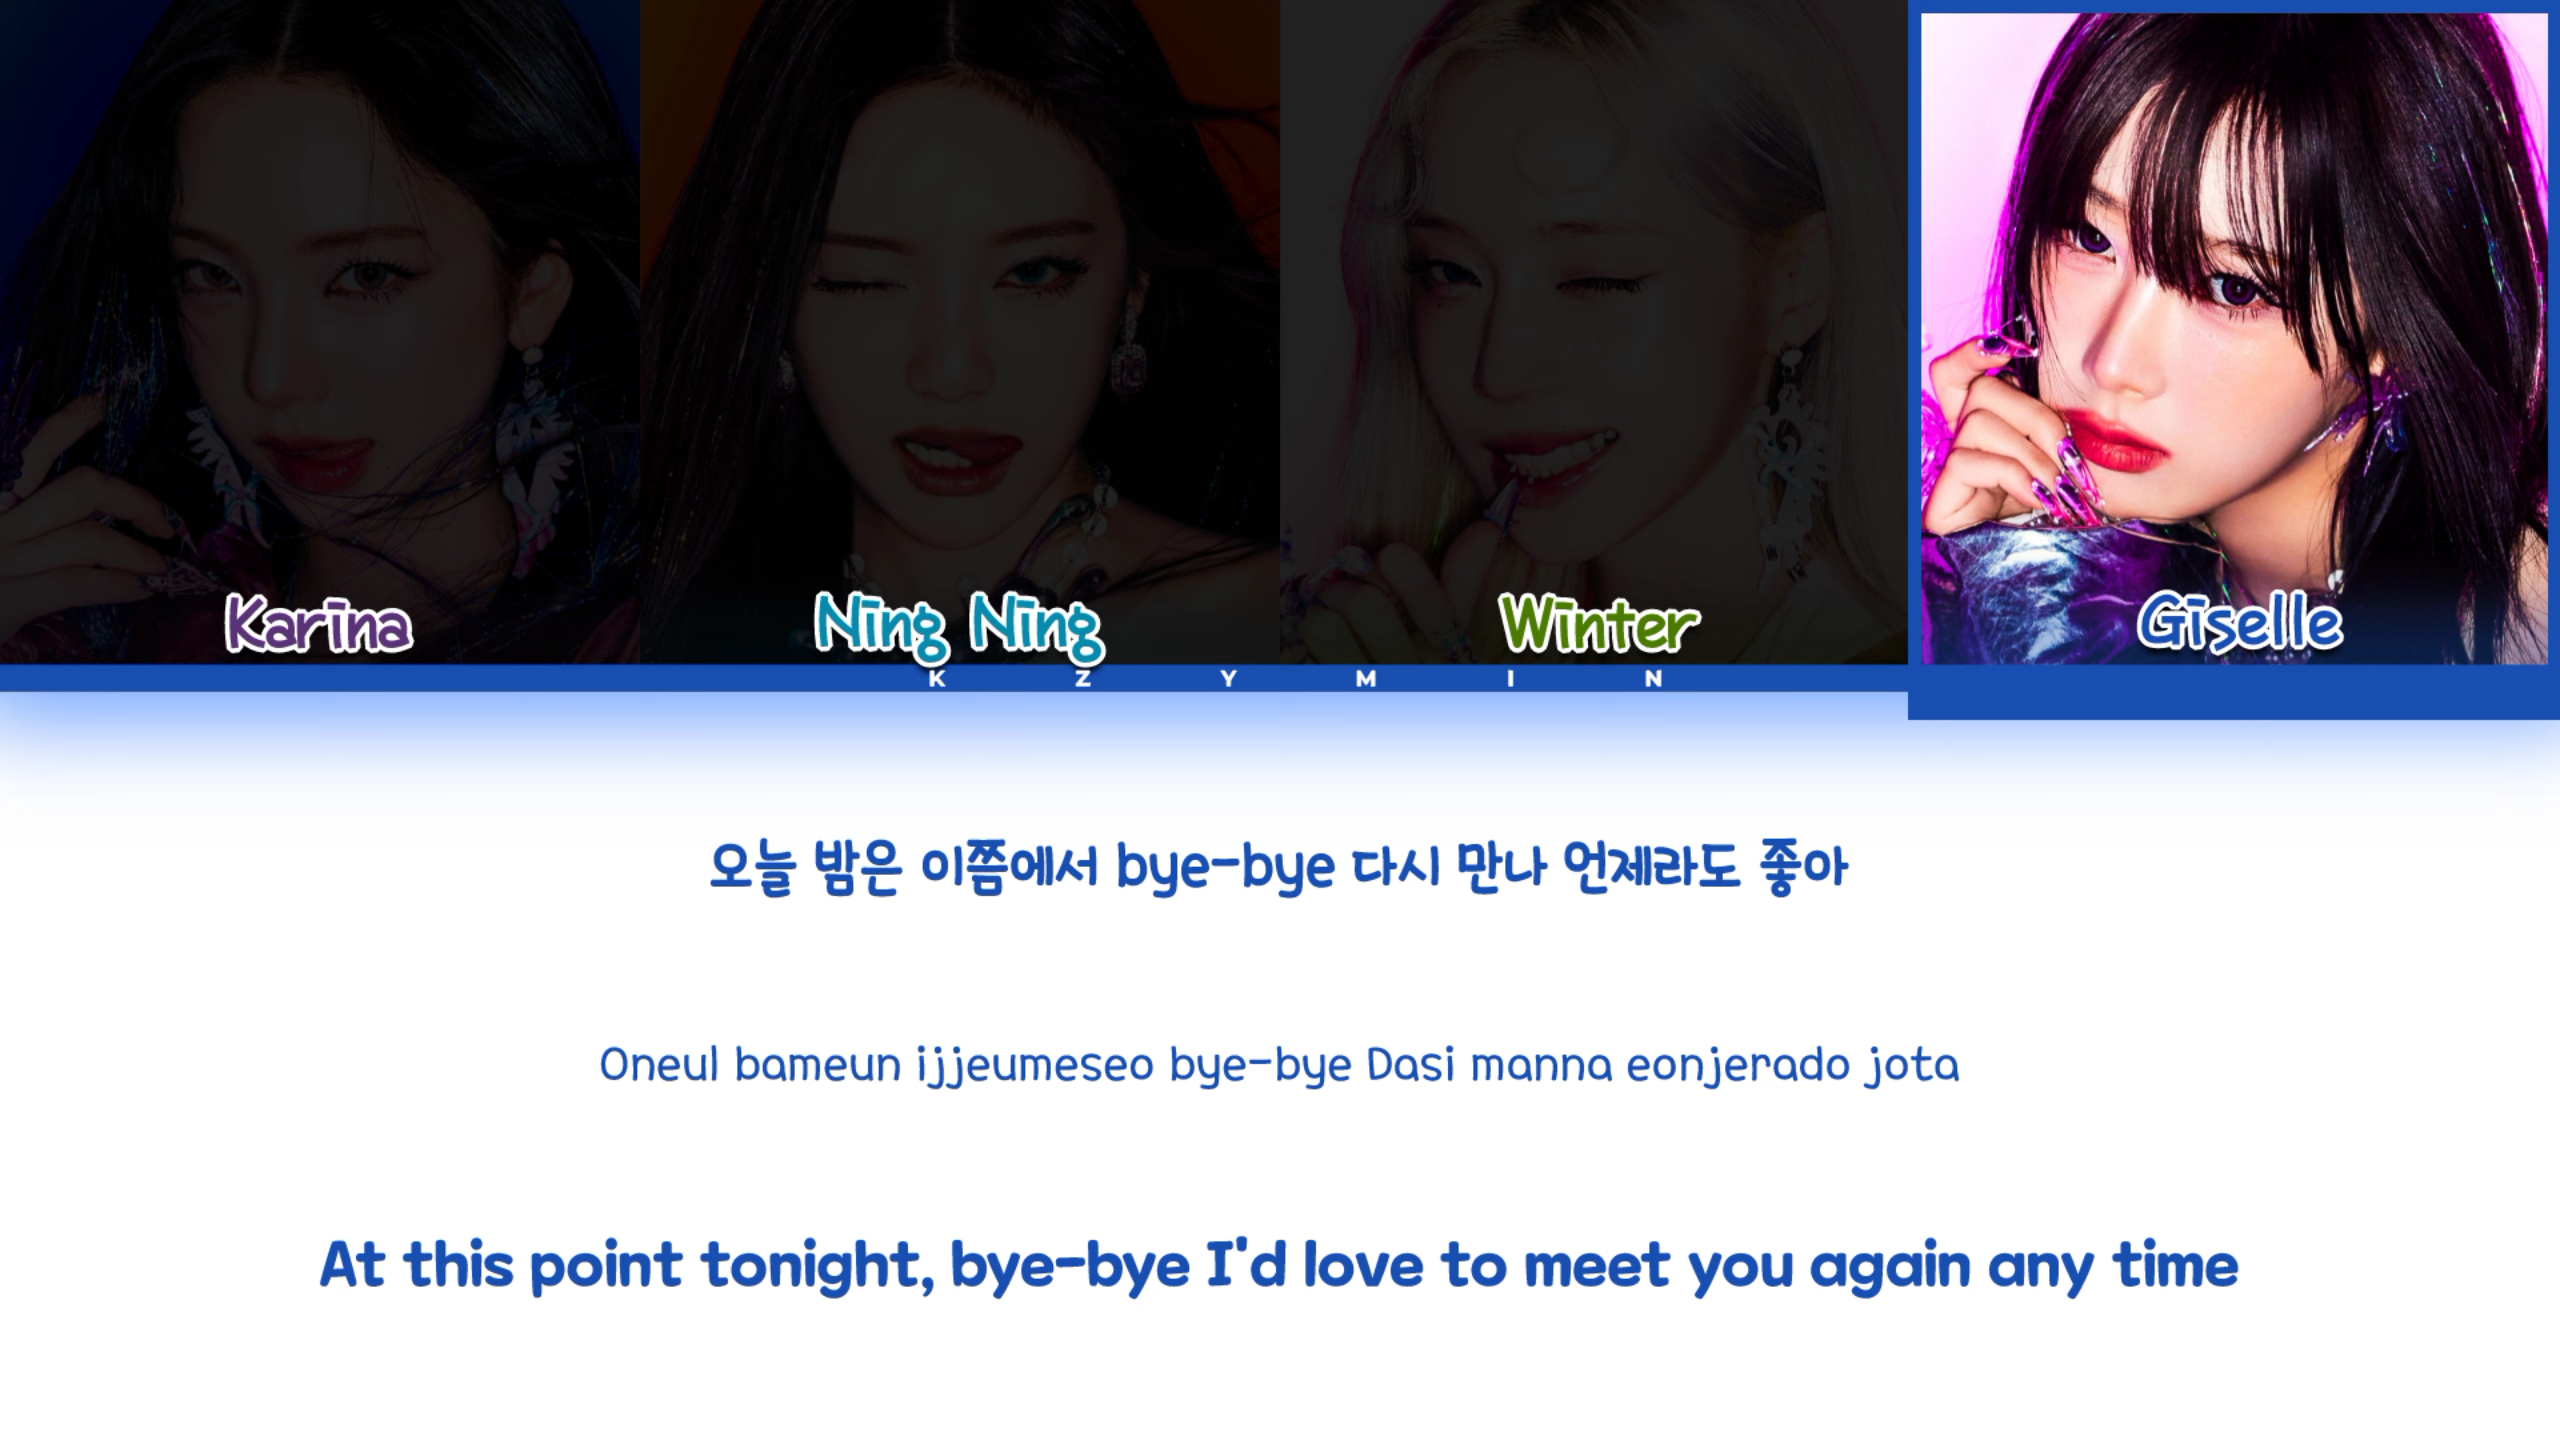 Karina
Ning Ning
Winter
Giselle
K Z Y M I N
오늘 밤은 이쯤에서 bye-bye 다시 만나 언제라도 좋아
Oneul bameun ijjeumeseo bye-bye Dasi manna eonjerado jota
At this point tonight, bye-bye I'd love to meet you again any time